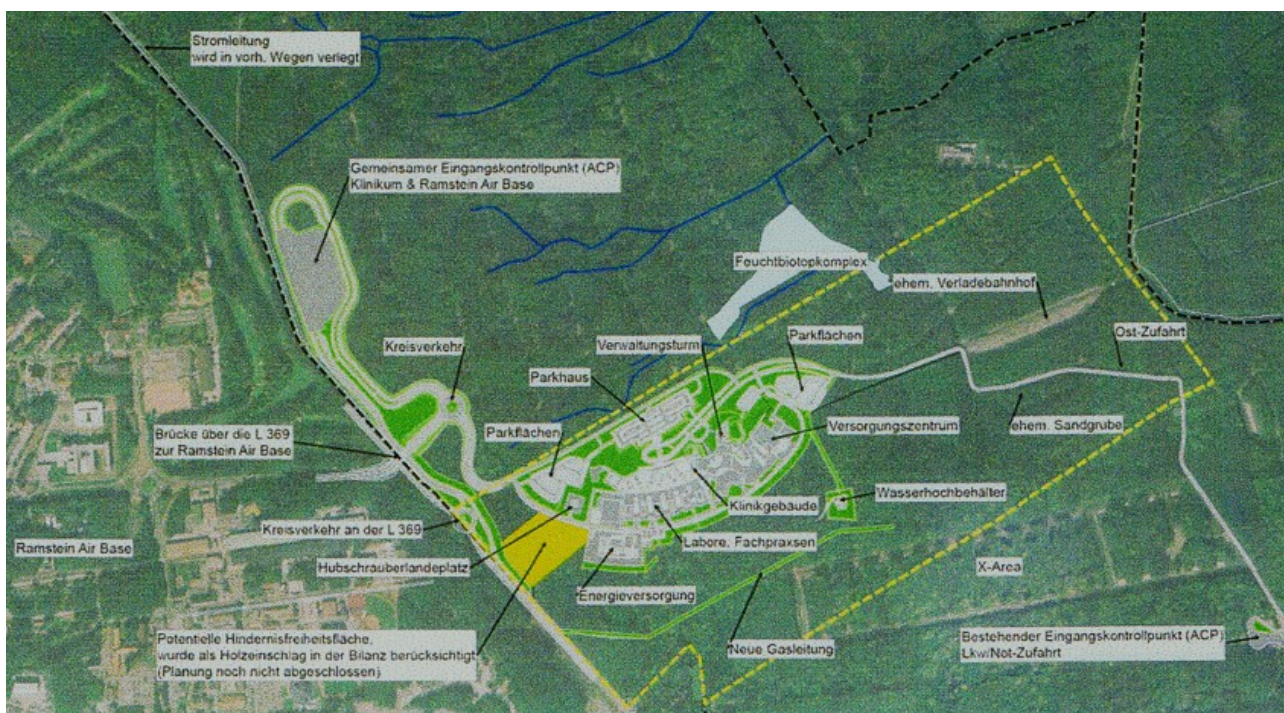 Stromleitung
wird in vorh. Wegen verlegt
Gemeinsamer Eingangskontrollpunkt (ACP)
Klinikum & Ramstein Air Base
Feuchtbiotopkomplex
ehem. Verladebahnhof
Kreisverkehr
Verwaltungsturm
Parkflächen
Ost-Zufahrt
Parkhaus
Brücke über die L 369
zur Ramstein Air Base
Parkflächen
Versorgungszentrum
ehem. Sandgrube
Klinikgebäude
Wasserhochbehälter
Kreisverkehr an der L 369
Ramstein Air Base
Labore, Fachpraxsen
Hubschrauberlandeplatz
X-Area
Energieversorgung
Potentielle Hindernisfreiheitsfläche,
wurde als Holzeinschlag in der Bilanz berücksichtigt
(Planung noch nicht abgeschlossen)
Neue Gasleitung
Bestehender Eingangskontrollpunkt (ACP)
Lkw/Not-Zufahrt